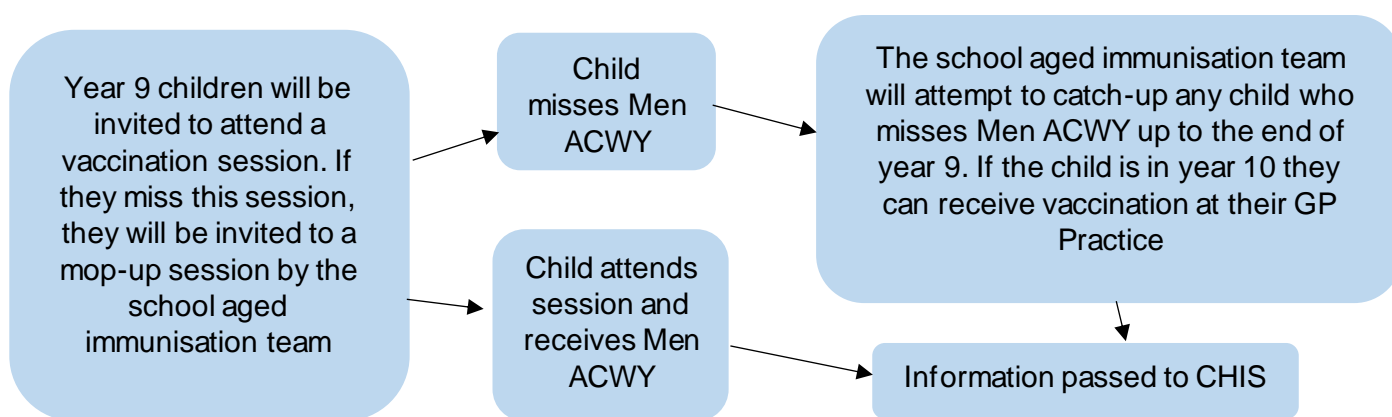 Year 9 children will be
invited to attend a
vaccination session. If
they miss this session,
they will be invited to a
mop-up session by the
school aged
immunisation team
Child
misses Men
ACWY
The school aged immunisation team
will attempt to catch-up any child who
misses Men ACWY up to the end of
year 9. If the child is in year 10 they
can receive vaccination at their GP
Practice
Child attends
session and
receives Men
ACWY
Information passed to CHIS